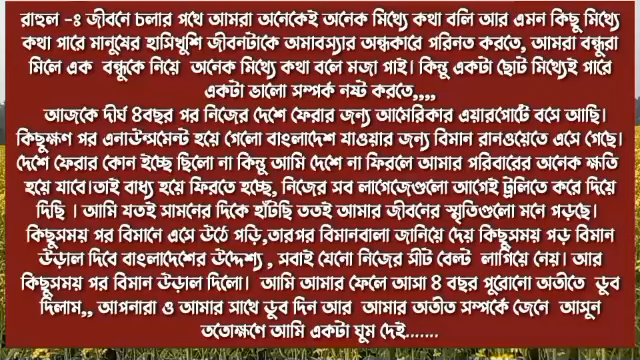 রাহুল -ঃ জীবনে চলার পথে আমরা অনেকেই অনেক মিথ্যে কথা বলি আর এমন কিছু মিথ্যে
কথা পারে মানুষের হাসিখুশি জীবনটাকে অমাবস্যার অন্ধকারে পরিনত করতে, আমরা বন্ধুরা
মিলে এক বন্ধুকে নিয়ে অনেক মিথ্যে কথা বলে মজা পাই। কিন্তু একটা ছোট মিথ্যেই পারে
একটা ভালো সম্পর্ক নষ্ট করতে,,,,
আজকে দীর্ঘ ৪বছর পর নিজের দেশে ফেরার জন্য আমেরিকার এয়ারপোর্টে বসে আছি।
কিছুক্ষণ পর এনাউন্সমেন্ট হয়ে গেলো বাংলাদেশ যাওয়ার জন্য বিমান রানওয়েতে এসে গেছে।
দেশে ফেরার কোন ইচ্ছে ছিলো না কিন্তু আমি দেশে না ফিরলে আমার পরিবারের অনেক ক্ষতি
হয়ে যাবে।তাই বাধ্য হয়ে ফিরতে হচ্ছে, নিজের সব লাগেজেগুলো আগেই ট্রলিতে করে দিয়ে
দিছি । আমি যতই সামনের দিকে হাঁটছি ততই আমার জীবনের স্মৃতিগুলো মনে পড়ছে।
কিছুসময় পর বিমানে এসে উঠে পড়ি,তারপর বিমানবালা জানিয়ে দেয় কিছুসময় পড় বিমান
উড়াল দিবে বাংলাদেশের উদ্দেশ্য , সবাই যেনো নিজের সীট বেল্ট লাগিয়ে নেয়। আর
কিছুসময় পর বিমান উড়াল দিলো। আমি আমার ফেলে আসা ৪ বছর পুরোনো অতীতে ডুব
দিলাম,, আপনারা ও আমার সাথে ডুব দিন আর আমার অতীত সম্পর্কে জেনে আসুন
ততোক্ষণে আমি একটা ঘুম দেই.......